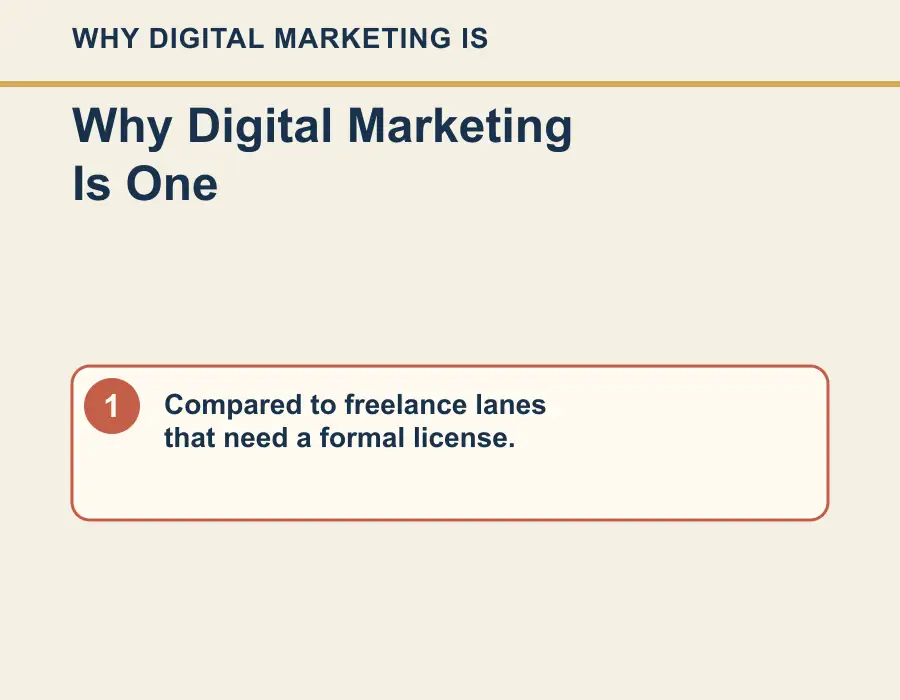 WHY DIGITAL MARKETING IS
Why Digital Marketing
Is One
1
Compared to freelance lanes
that need a formal license.